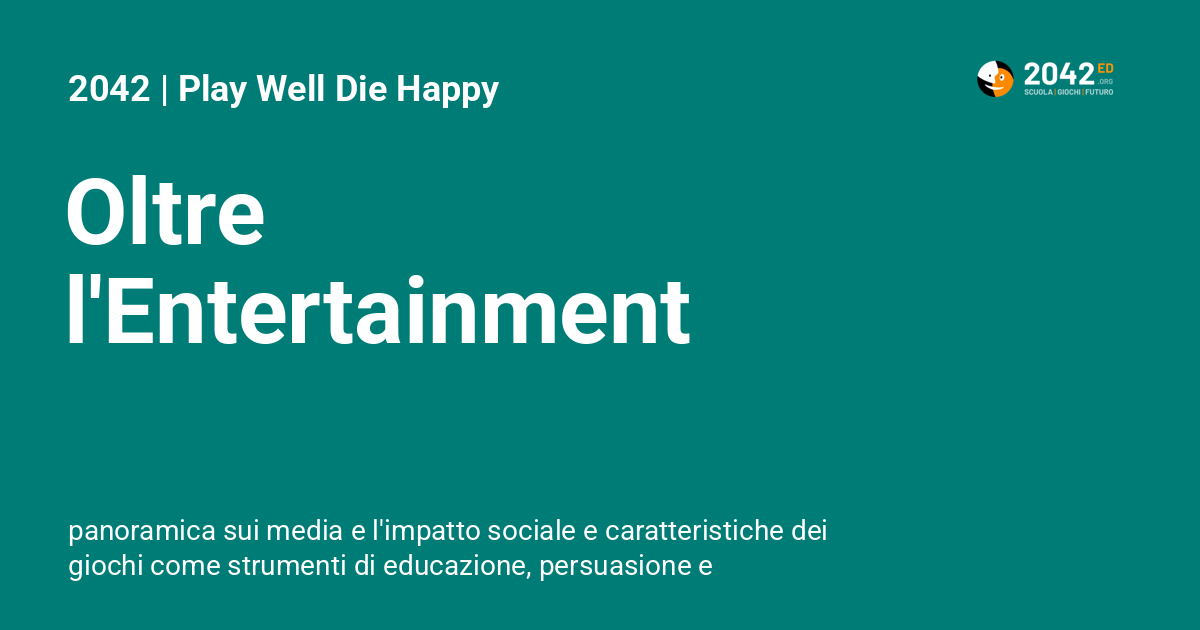 2042 | Play Well Die Happy
2042 ED
.ORG
SCUOLA | GIOCHI | FUTURO
Oltre
l'Entertainment
panoramica sui media e l'impatto sociale e caratteristiche dei
giochi come strumenti di educazione, persuasione e